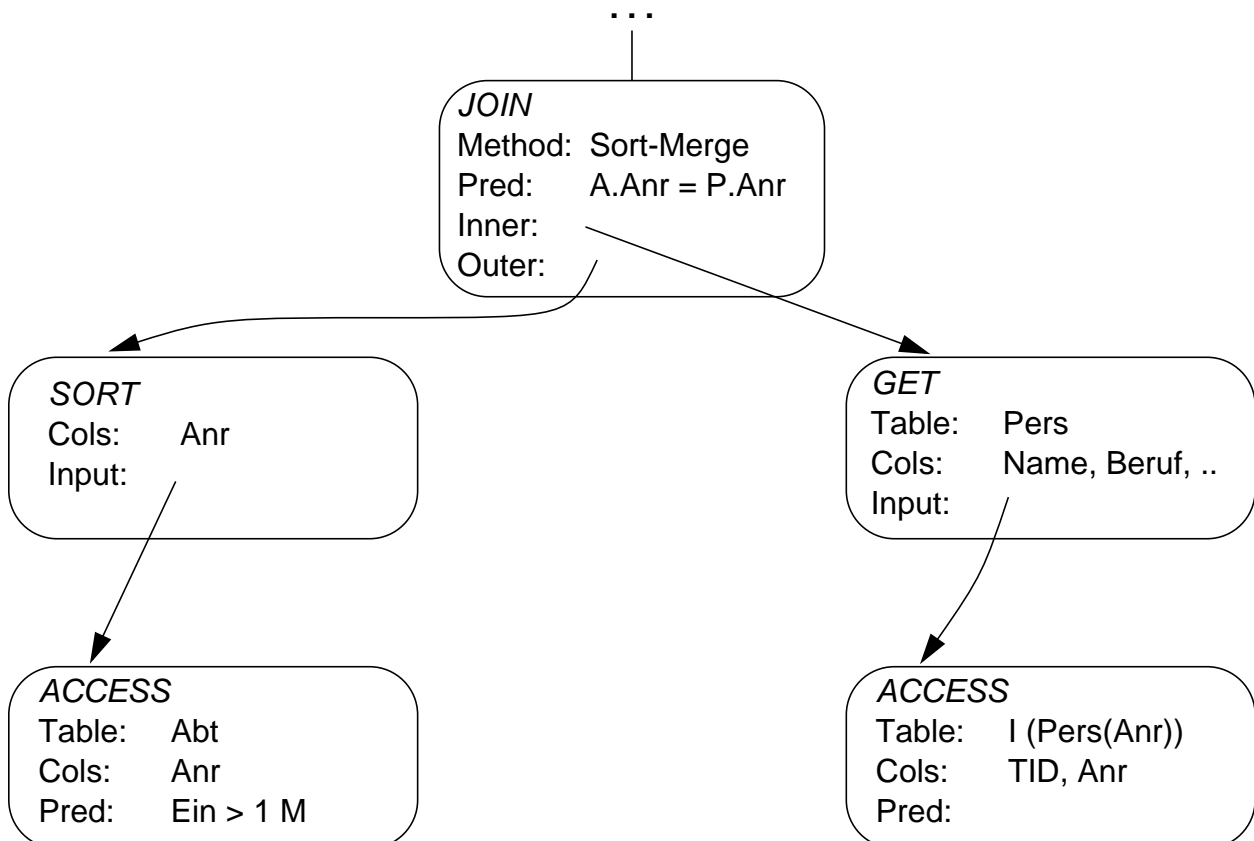 . . .
JOIN
Method: Sort-Merge
Pred: A.Anr = P.Anr
Inner:
Outer:
SORT
Cols: Anr
Input:
GET
Table: Pers
Cols: Name, Beruf, ..
Input:
ACCESS
Table: Abt
Cols: Anr
Pred: Ein > 1 M
ACCESS
Table: I (Pers(Anr))
Cols: TID, Anr
Pred: